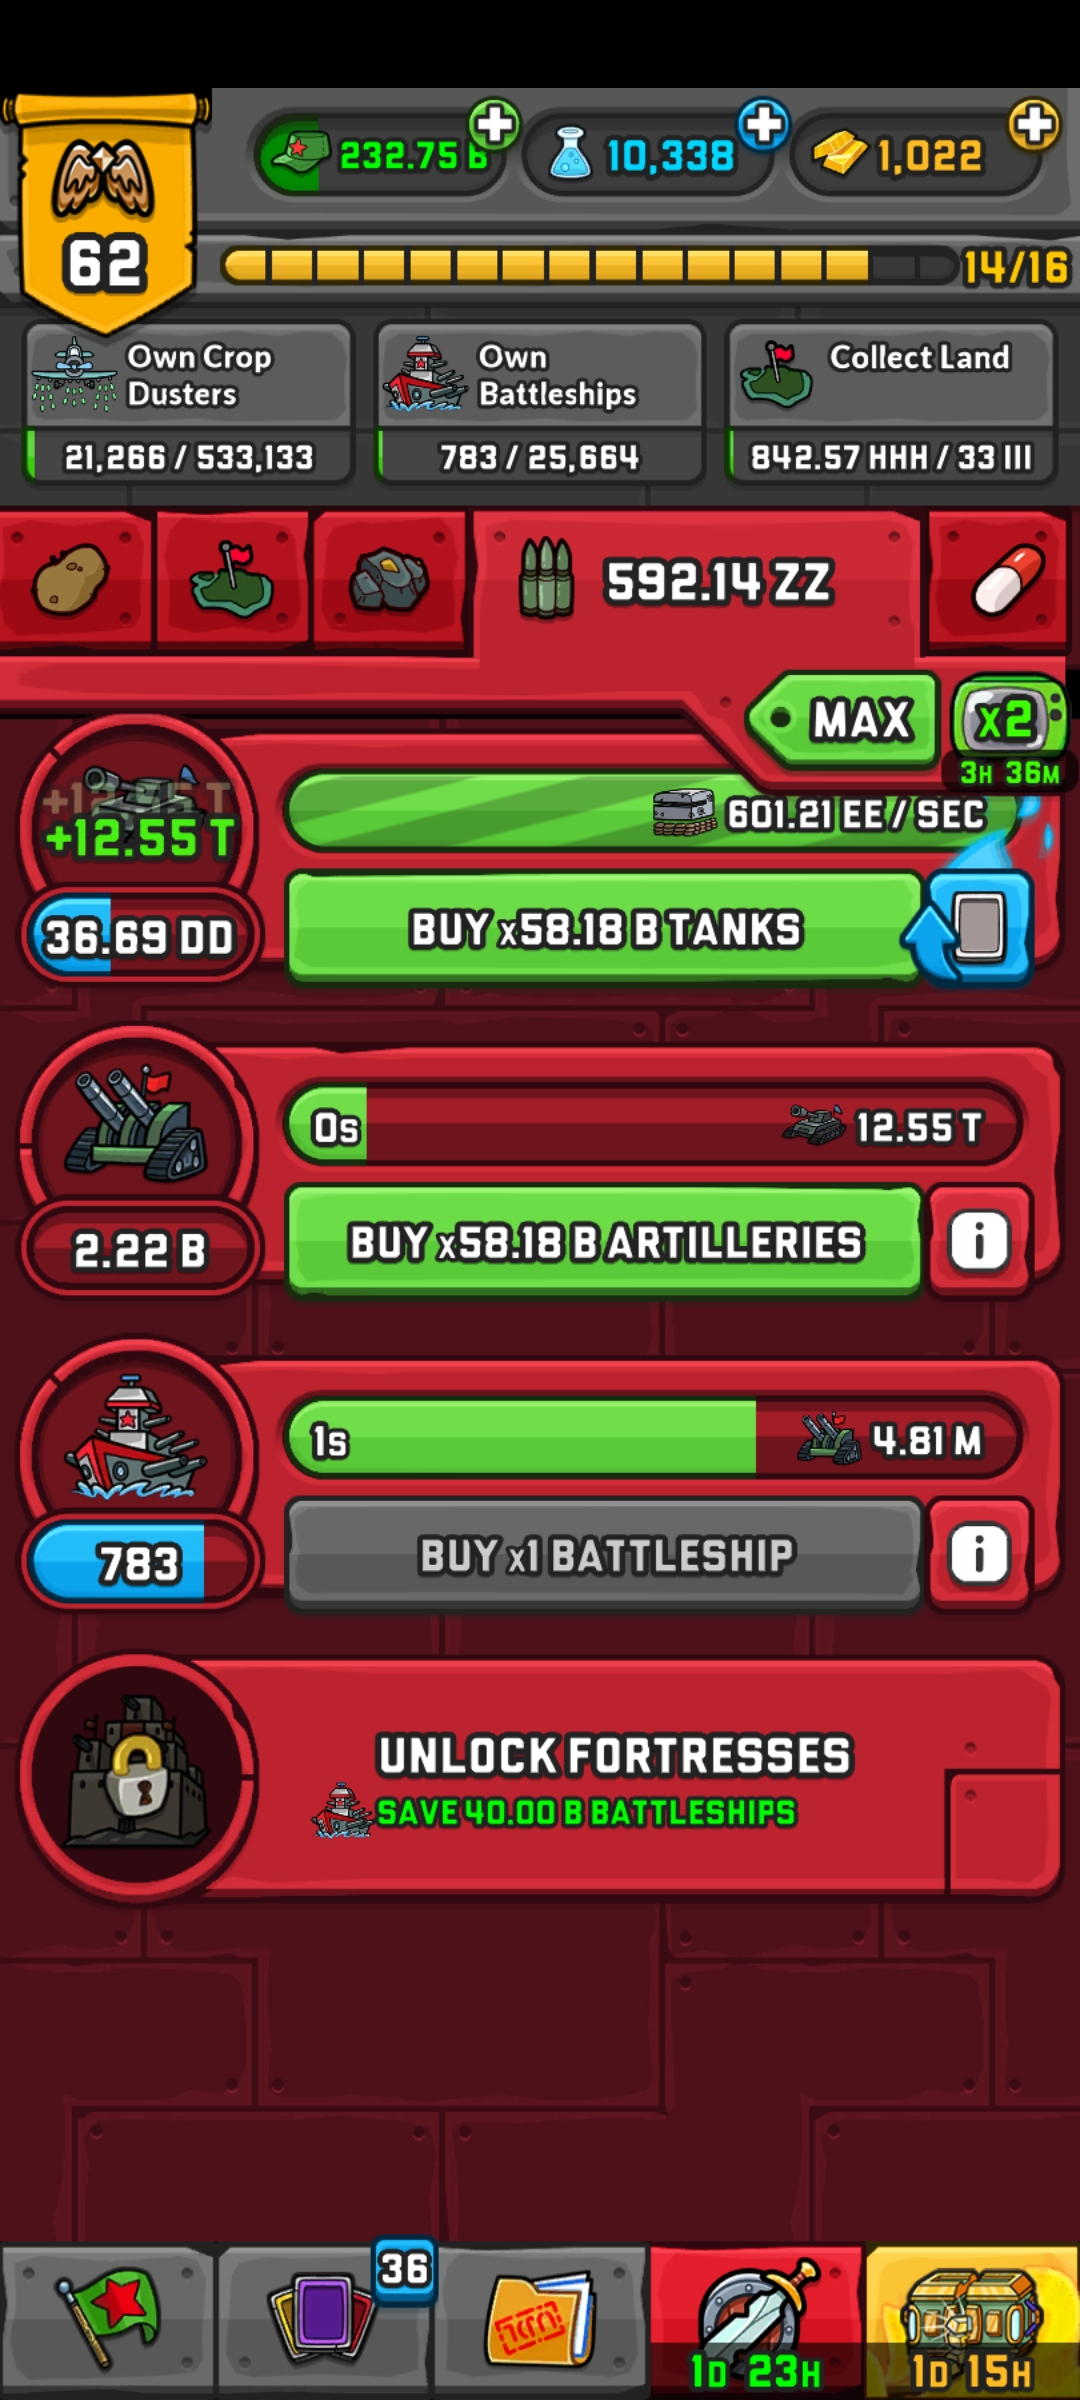 62
232.75 B
10,338
1,022
14/16
Own Crop Dusters
21,266 / 533,133
Own Battleships
783 / 25,664
Collect Land
842.57 HHH / 33 III
592.14 ZZ
MAX
x2
3H 36M
+12.55 T
+12.55 T
601.21 EE / SEC
36.69 DD
BUY x58.18 B TANKS
0s
12.55 T
2.22 B
BUY x58.18 B ARTILLERIES
i
1s
4.81 M
783
BUY x1 BATTLESHIP
i
UNLOCK FORTRESSES
SAVE 40.00 B BATTLESHIPS
36
1D 23H
1D 15H